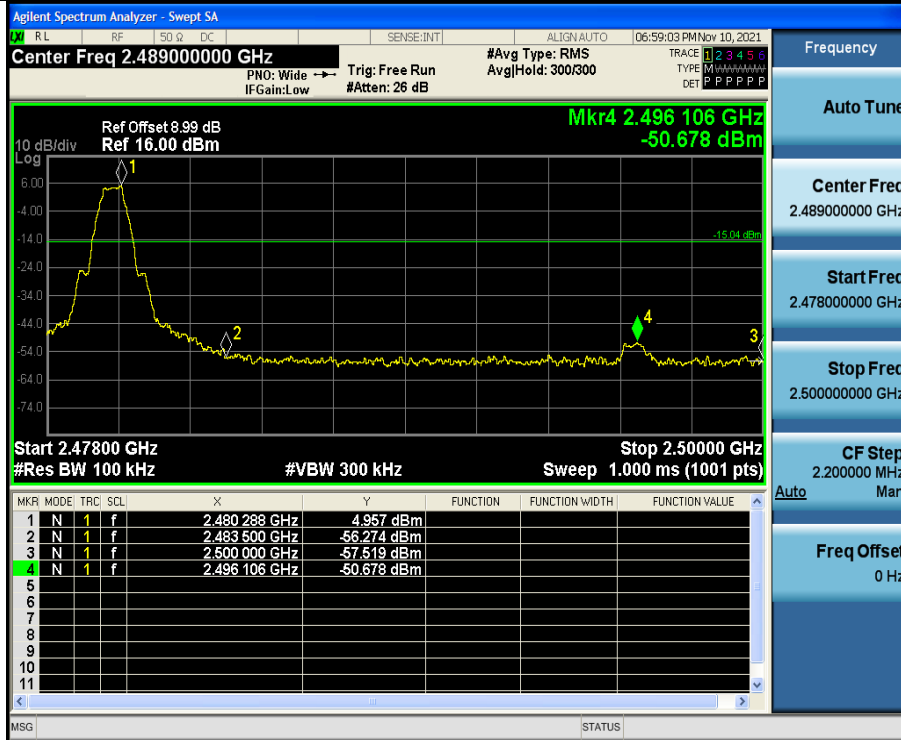 Agilent Spectrum Analyzer - Swept SA
LXI RL RF 50 Ω DC SENSE:INT ALIGN AUTO 06:59:03 PM Nov 10, 2021
Center Freq 2.489000000 GHz
PNO: Wide
IFGain:Low
Trig: Free Run
#Atten: 26 dB
#Avg Type: RMS
Avg|Hold: 300/300
TRACE 1 2 3 4 5 6
TYPE M WWWWW
DET P P P P P P
Ref Offset 8.99 dB
10 dB/div Ref 16.00 dBm
Log
Mkr4 2.496 106 GHz
-50.678 dBm
1
6.00
-4.00
-14.0
-15.04 dBm
-24.0
-34.0
-44.0
4
2
3
-54.0
-64.0
-74.0
Start 2.47800 GHz Stop 2.50000 GHz
#Res BW 100 kHz #VBW 300 kHz Sweep 1.000 ms (1001 pts)
MKR MODE TRC SCL X Y FUNCTION FUNCTION WIDTH FUNCTION VALUE
1 N 1 f 2.480 288 GHz 4.957 dBm
2 N 1 f 2.483 500 GHz -56.274 dBm
3 N 1 f 2.500 000 GHz -57.519 dBm
4 N 1 f 2.496 106 GHz -50.678 dBm
5
6
7
8
9
10
11
MSG STATUS
Frequency
Auto Tune
Center Freq
2.489000000 GHz
Start Freq
2.478000000 GHz
Stop Freq
2.500000000 GHz
CF Step
2.200000 MHz
Auto Man
Freq Offset
0 Hz